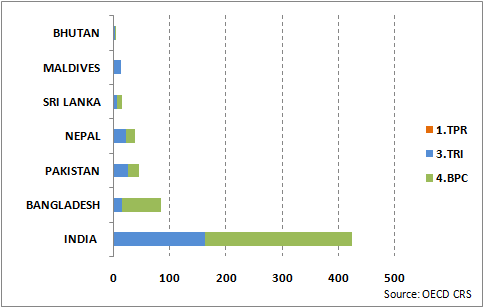 BHUTAN
MALDIVES
SRI LANKA
NEPAL
PAKISTAN
BANGLADESH
INDIA
1.TPR
3.TRI
4.BPC
0 100 200 300 400 500
Source: OECD CRS